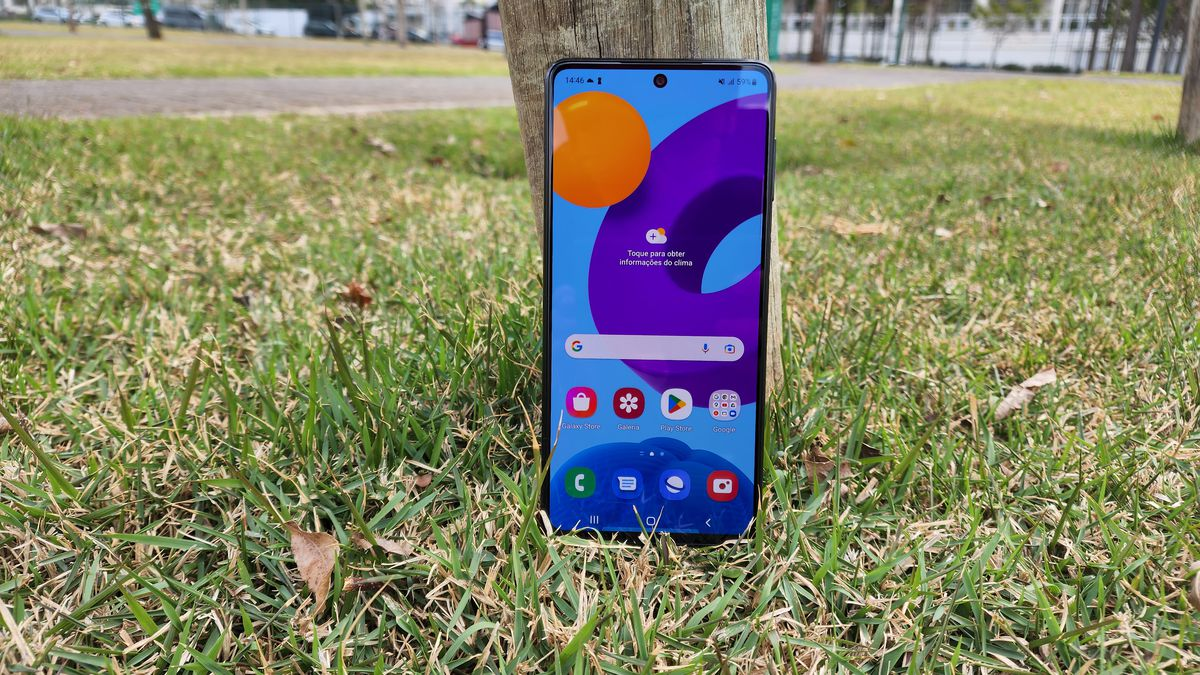 14:46
59%
Toque para obter
informações do clima
Galaxy Store
Galeria
Play Store
Google